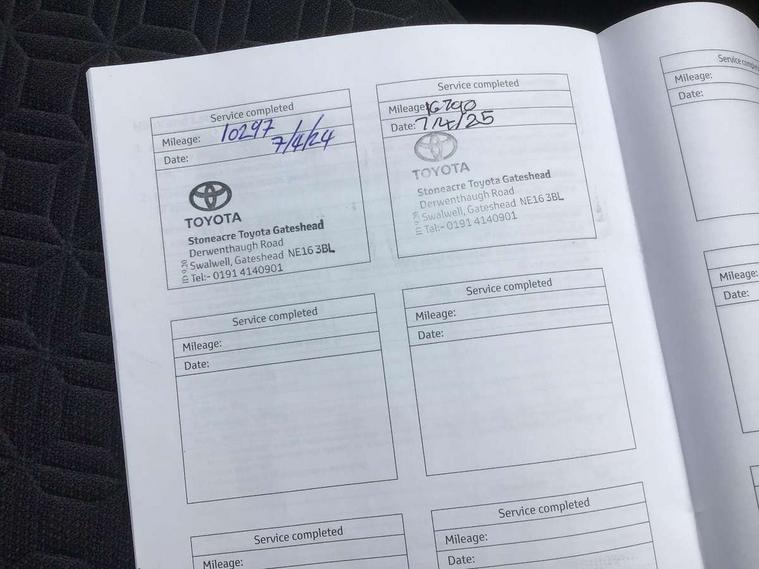 Service completed
Mileage: 10297
Date: 7/4/24
TOYOTA
Stoneacre Toyota Gateshead
Derwenthaugh Road
Swalwell, Gateshead NE16 3BL
Tel:- 0191 4140901
Service completed
Mileage: 16790
Date: 7/4/25
TOYOTA
Stoneacre Toyota Gateshead
Derwenthaugh Road
Swalwell, Gateshead NE16 3BL
Tel:- 0191 4140901
Service completed
Mileage:
Date:
Service completed
Mileage:
Date:
Service completed
Mileage:
Service completed
Mileage:
Date:
Mileage:
Date:
Mileage:
Date: